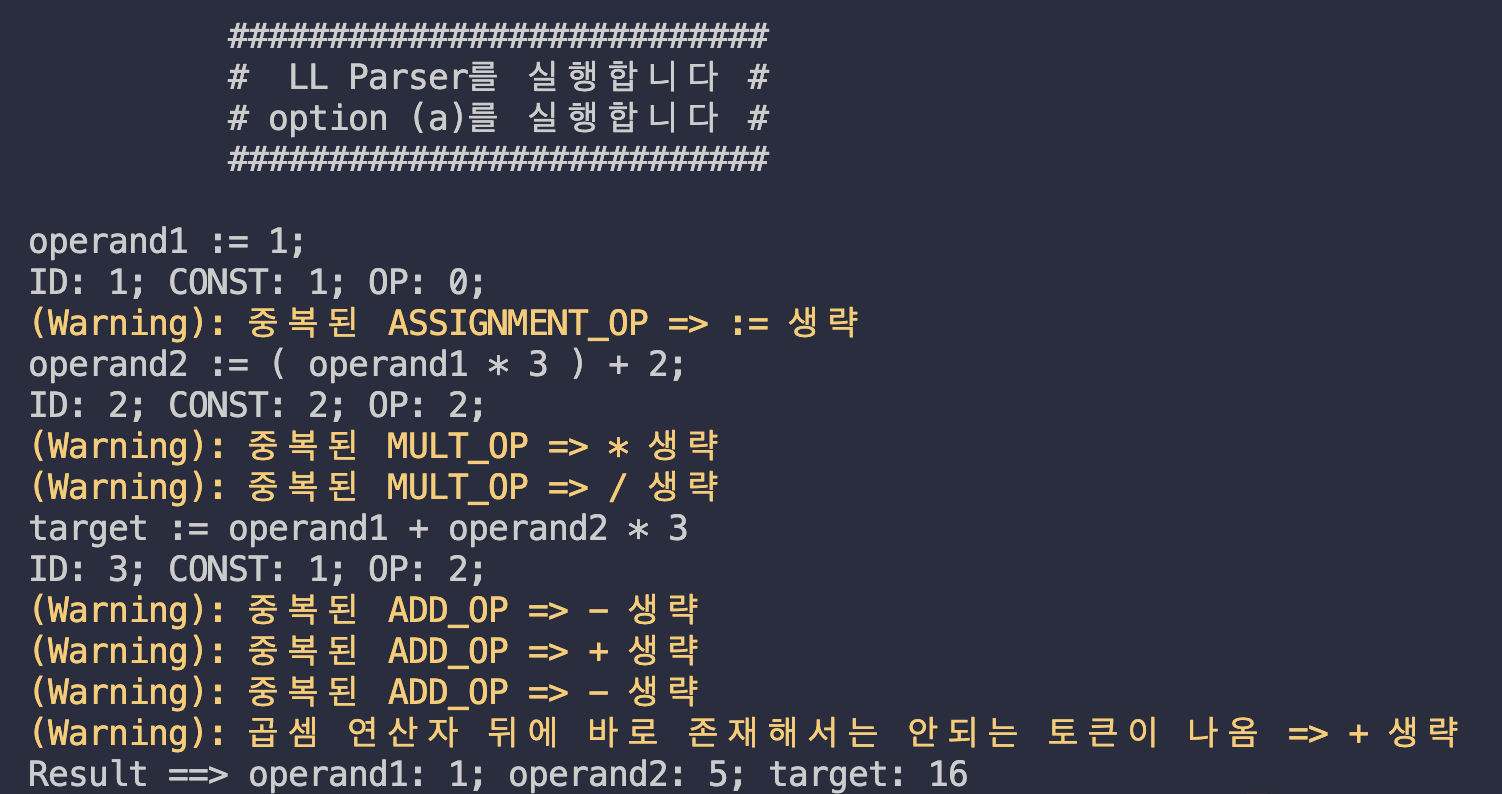 ###########################
#  LL Parser를 실행합니다 #
# option (a)를 실행합니다 #
###########################
operand1 := 1;
ID: 1; CONST: 1; OP: 0;
(Warning): 중복된 ASSIGNMENT_OP => := 생략
operand2 := ( operand1 * 3 ) + 2;
ID: 2; CONST: 2; OP: 2;
(Warning): 중복된 MULT_OP => * 생략
(Warning): 중복된 MULT_OP => / 생략
target := operand1 + operand2 * 3
ID: 3; CONST: 1; OP: 2;
(Warning): 중복된 ADD_OP => - 생략
(Warning): 중복된 ADD_OP => + 생략
(Warning): 중복된 ADD_OP => - 생략
(Warning): 곱셈 연산자 뒤에 바로 존재해서는 안되는 토큰이 나옴 => + 생략
Result ==> operand1: 1; operand2: 5; target: 16